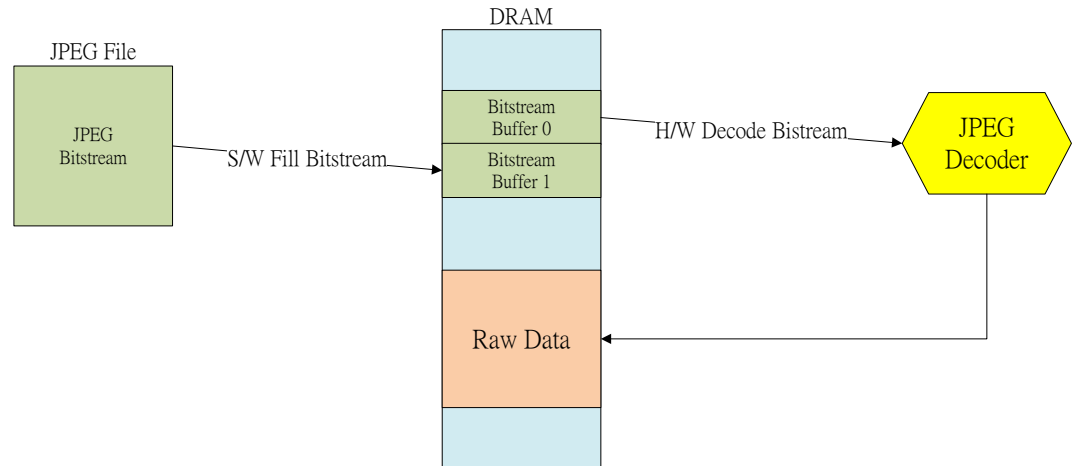 DRAM
JPEG File
JPEG
Bitstream
S/W Fill Bitstream
Bitstream
Buffer 0
Bitstream
Buffer 1
H/W Decode Bistream
JPEG
Decoder
Raw Data